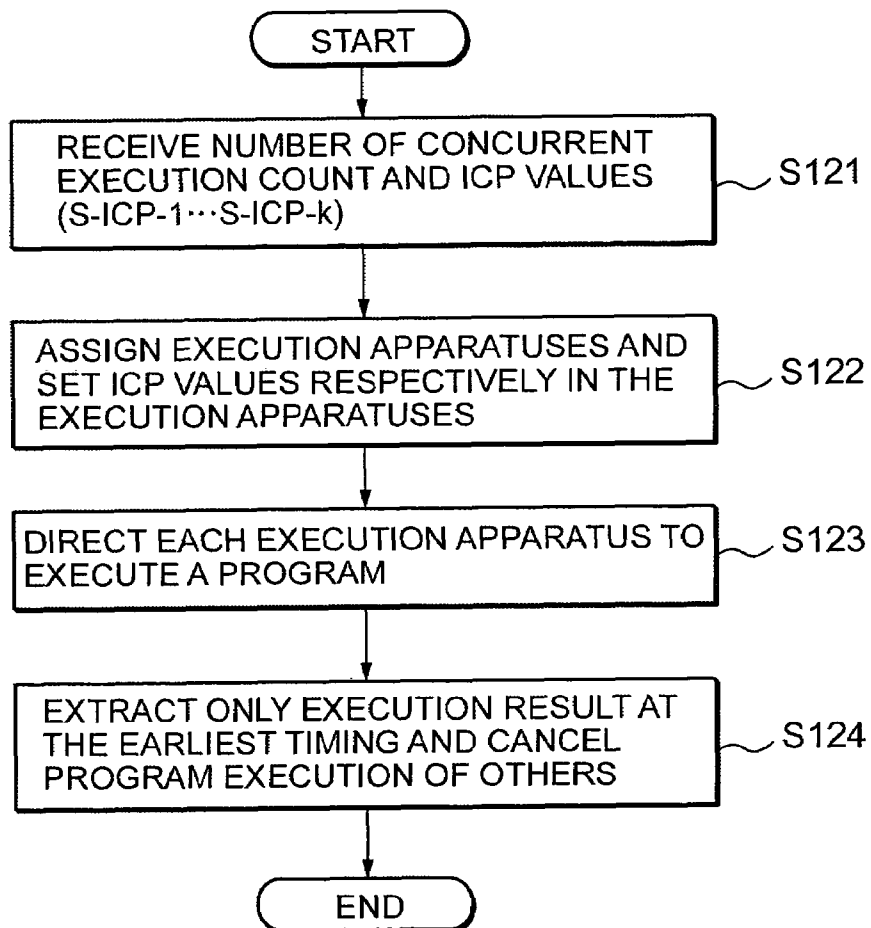 START
RECEIVE NUMBER OF CONCURRENT
EXECUTION COUNT AND ICP VALUES
(S-ICP-1···S-ICP-k)
S121
ASSIGN EXECUTION APPARATUSES AND
SET ICP VALUES RESPECTIVELY IN THE
EXECUTION APPARATUSES
S122
DIRECT EACH EXECUTION APPARATUS TO
EXECUTE A PROGRAM
S123
EXTRACT ONLY EXECUTION RESULT AT
THE EARLIEST TIMING AND CANCEL
PROGRAM EXECUTION OF OTHERS
S124
END